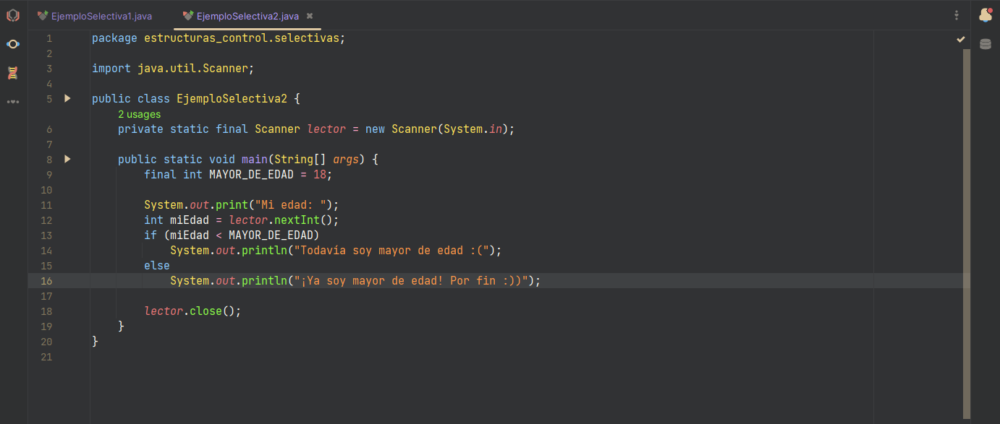 EjemploSelectiva1.java EjemploSelectiva2.java
1 package estructuras_control.selectivas;
2
3 import java.util.Scanner;
4
5 public class EjemploSelectiva2 {
2 usages
6 private static final Scanner lector = new Scanner(System.in);
7
8 public static void main(String[] args) {
9 final int MAYOR_DE_EDAD = 18;
10
11 System.out.print("Mi edad: ");
12 int miEdad = lector.nextInt();
13 if (miEdad < MAYOR_DE_EDAD)
14 System.out.println("Todavía soy mayor de edad :(");
15 else
16 System.out.println("¡Ya soy mayor de edad! Por fin :))");
17
18 lector.close();
19 }
20 }
21